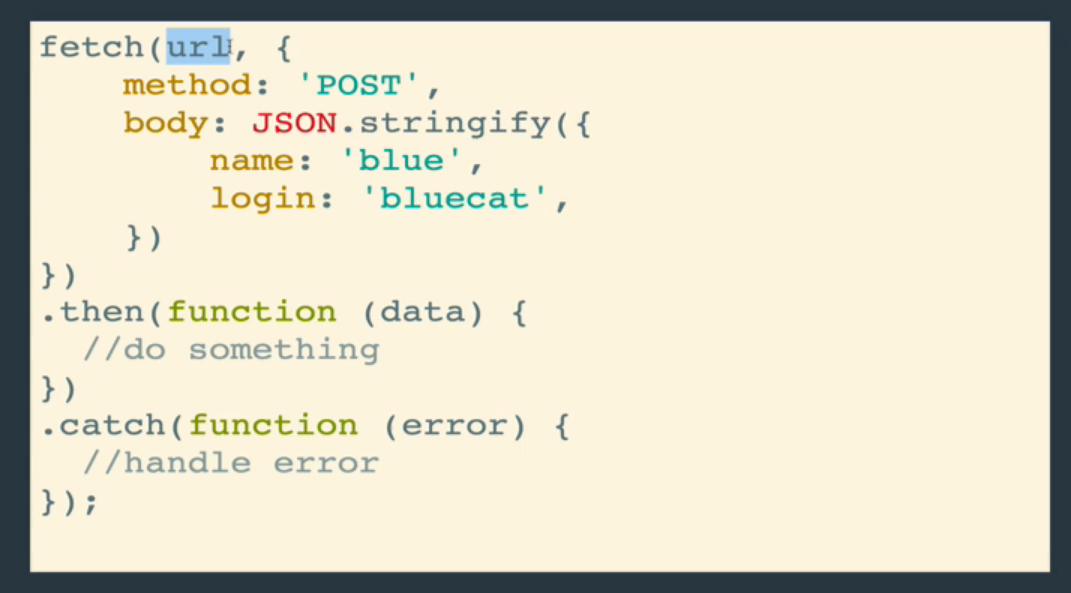 fetch(url, {
    method: 'POST',
    body: JSON.stringify({
        name: 'blue',
        login: 'bluecat',
    })
})
.then(function (data) {
  //do something
})
.catch(function (error) {
  //handle error
});